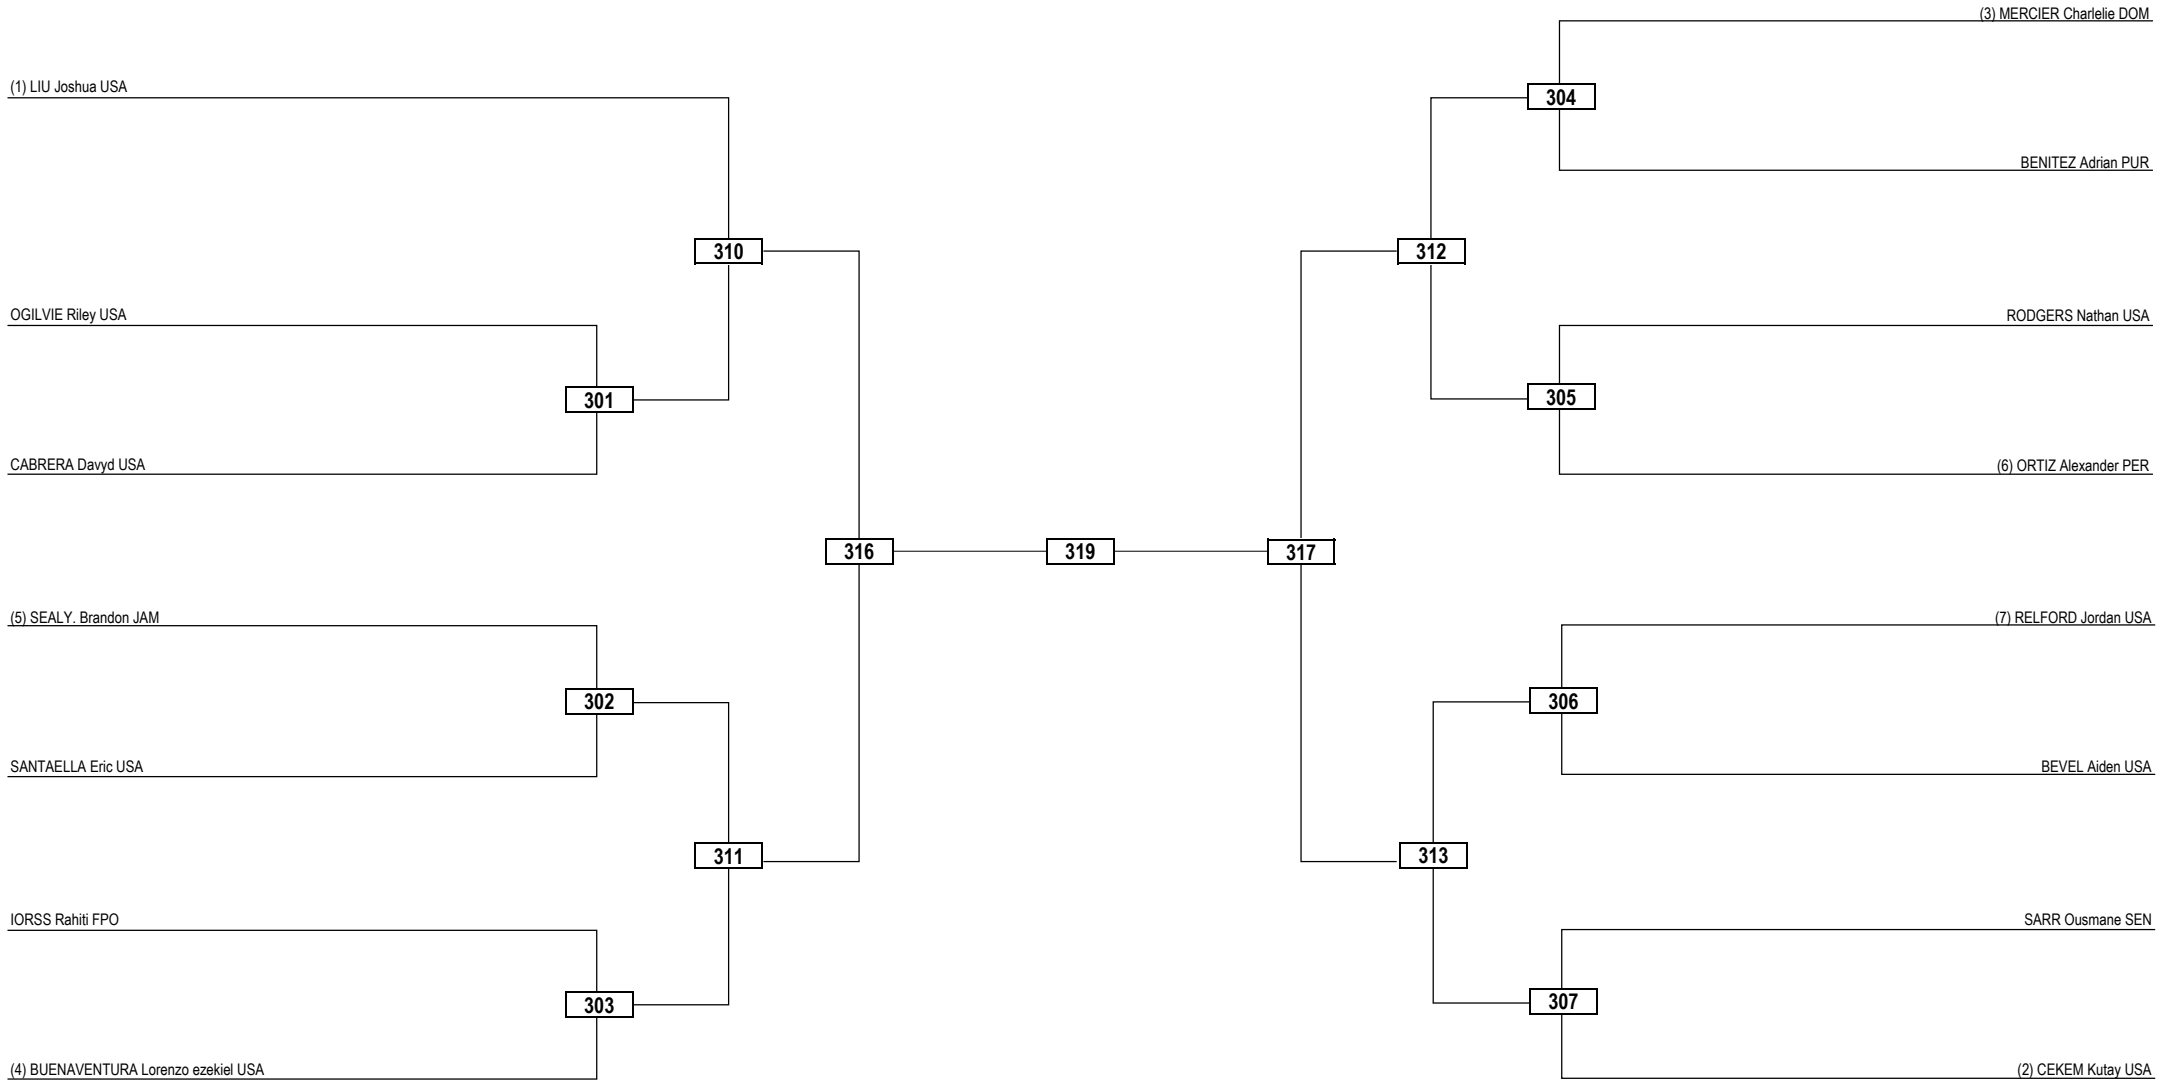 (3) MERCIER Charlelie DOM
(1) LIU Joshua USA
304
BENITEZ Adrian PUR
310
312
OGILVIE Riley USA
RODGERS Nathan USA
301
305
CABRERA Davyd USA
(6) ORTIZ Alexander PER
316
319
317
(5) SEALY. Brandon JAM
(7) RELFORD Jordan USA
302
306
SANTAELLA Eric USA
BEVEL Aiden USA
311
313
IORSS Rahiti FPO
SARR Ousmane SEN
303
307
(4) BUENAVENTURA Lorenzo ezekiel USA
(2) CEKEM Kutay USA